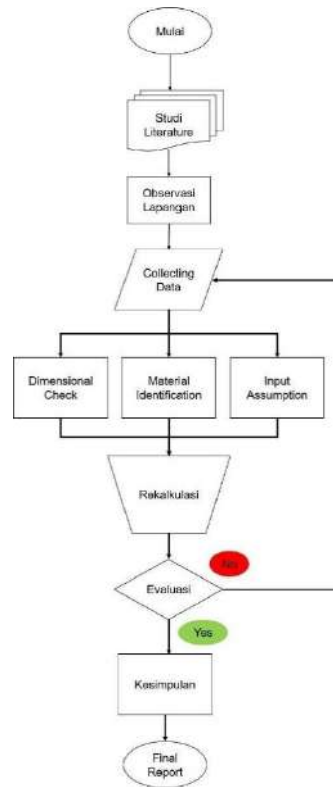 Mulai
Studi
Literature
Observasi
Lapangan
Collecting
Data
Dimensional
Check
Material
Identification
Input
Assumption
Rekalkulasi
Evaluasi
No
Yes
Kesimpulan
Final
Report